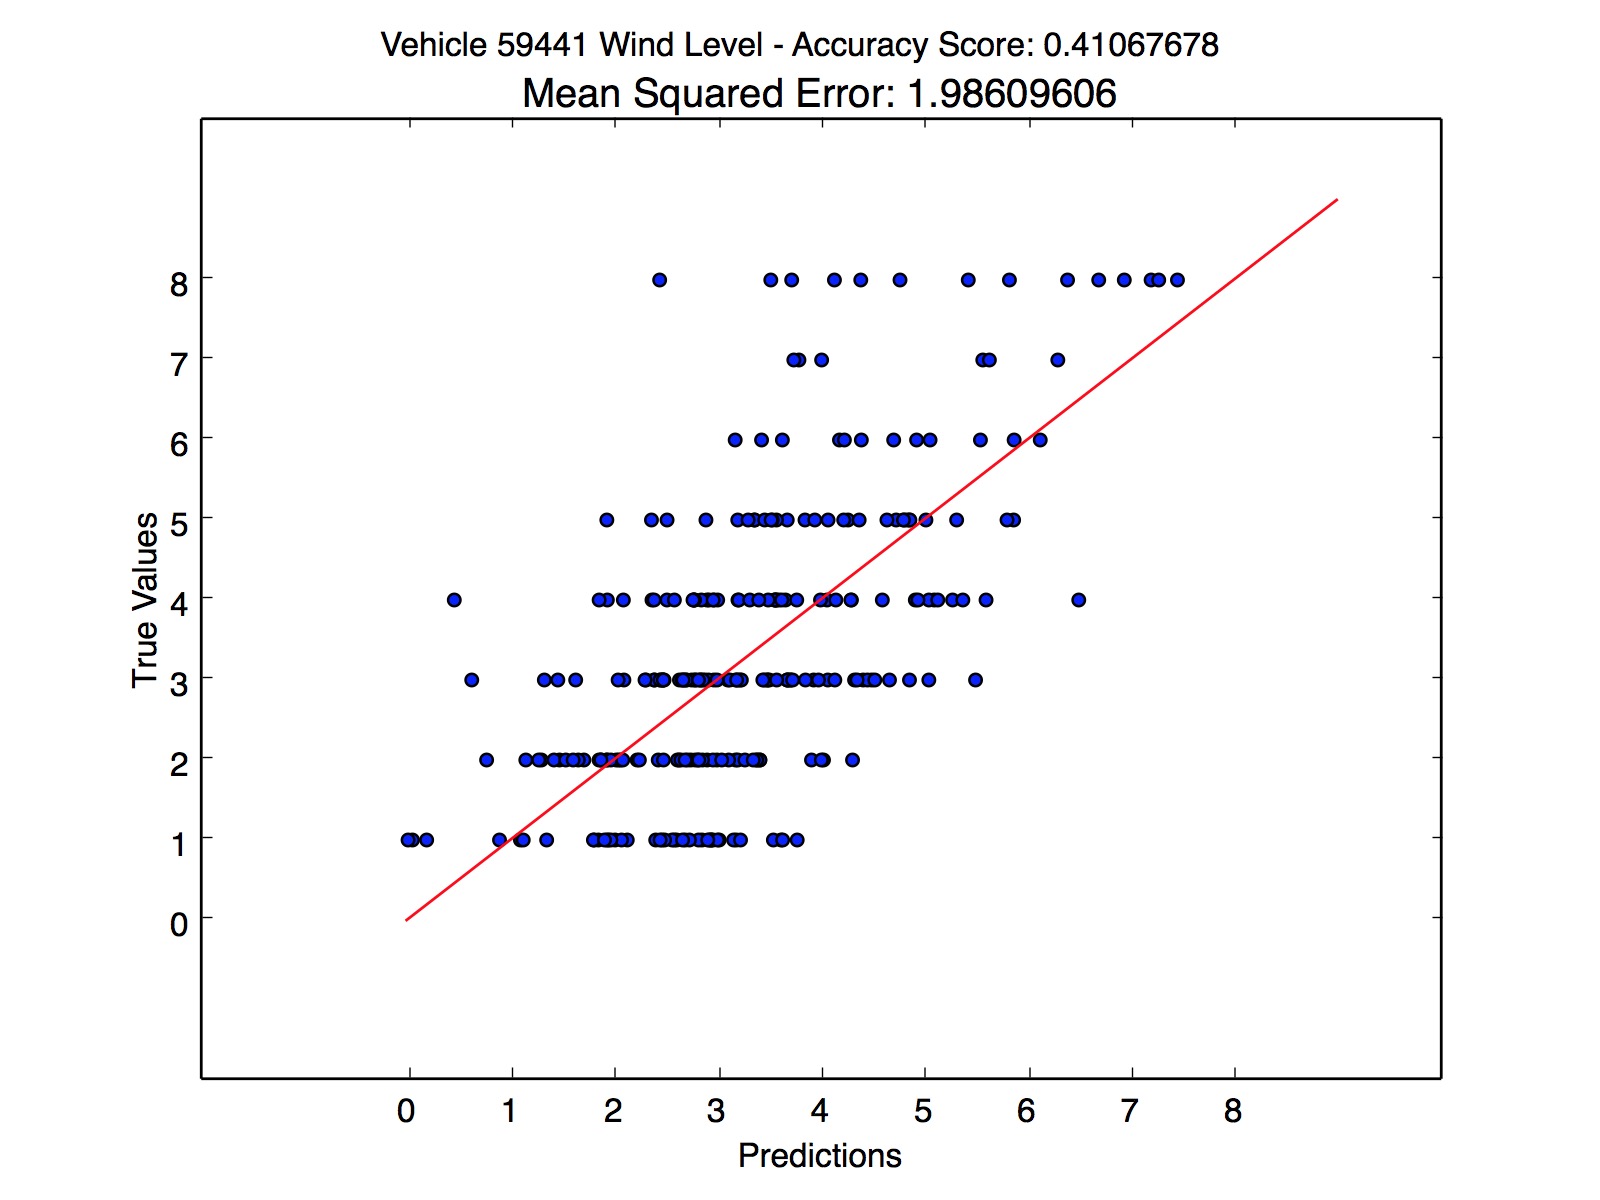 Vehicle 59441 Wind Level - Accuracy Score: 0.41067678
Mean Squared Error: 1.98609606
8
7
6
5
4
3
2
1
0
True Values
0 1 2 3 4 5 6 7 8
Predictions